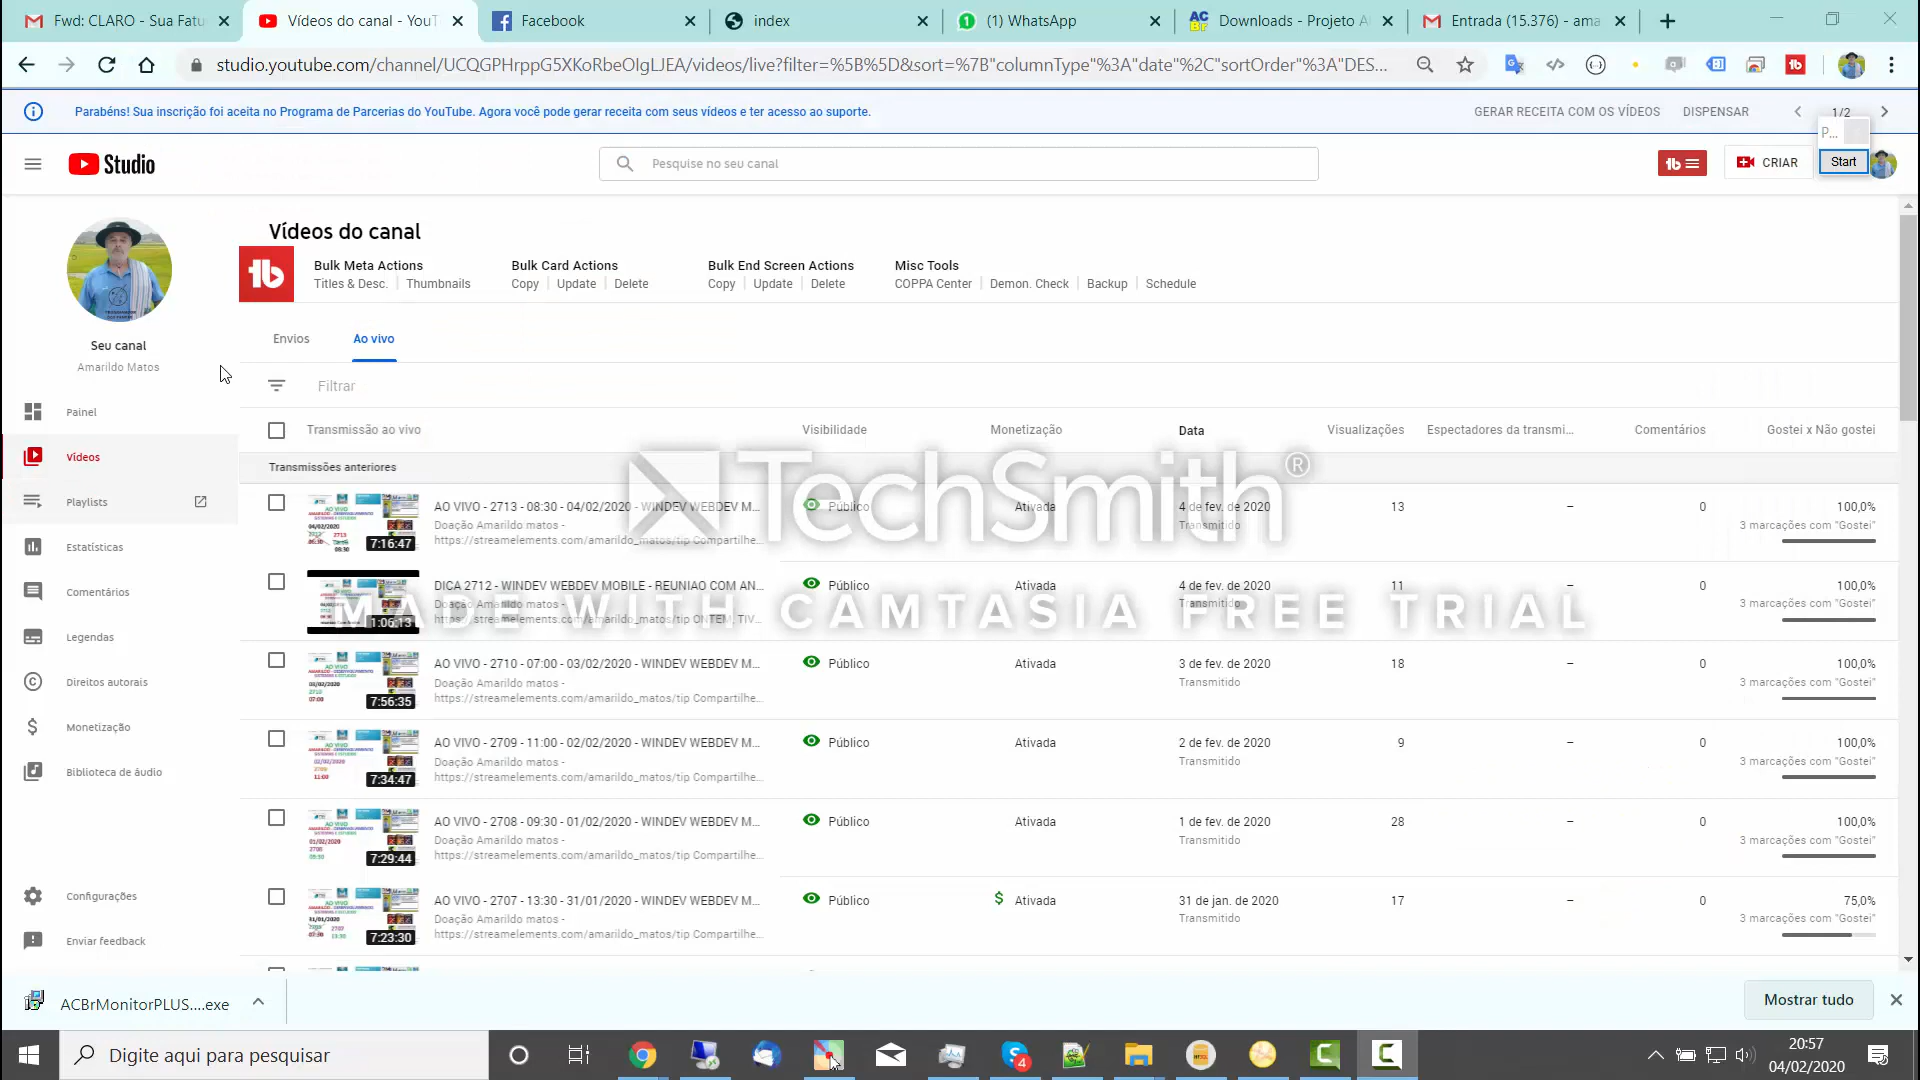 Fwd: CLARO - Sua Fatu
Vídeos do canal - YouT
Facebook
index
(1) WhatsApp
Downloads - Projeto A
Entrada (15.376) - ama
studio.youtube.com/channel/UCQGPHrppG5XKoRbeOIgLJEA/videos/live?filter=%5B%5D&sort=%7B"columnType"%3A"date"%2C"sortOrder"%3A"DES...
Parabéns! Sua inscrição foi aceita no Programa de Parcerias do YouTube. Agora você pode gerar receita com seus vídeos e ter acesso ao suporte.
GERAR RECEITA COM OS VÍDEOS
DISPENSAR
1/2
P...
Studio
Pesquise no seu canal
CRIAR
Start
Vídeos do canal
Bulk Meta Actions
Titles & Desc.
Thumbnails
Bulk Card Actions
Copy
Update
Delete
Bulk End Screen Actions
Copy
Update
Delete
Misc Tools
COPPA Center
Demon. Check
Backup
Schedule
Seu canal
Amarildo Matos
Painel
Vídeos
Playlists
Estatísticas
Comentários
Legendas
Direitos autorais
Monetização
Biblioteca de áudio
Configurações
Enviar feedback
Envios
Ao vivo
Filtrar
Transmissão ao vivo
Visibilidade
Monetização
Data
Visualizações
Espectadores da transmi...
Comentários
Gostei x Não gostei
Transmissões anteriores
7:16:47
AO VIVO - 2713 - 08:30 - 04/02/2020 - WINDEV WEBDEV M...
Doação Amarildo matos -
https://streamelements.com/amarildo_matos/tip Compartilhe...
Público
Ativada
4 de fev. de 2020
Transmitido
13
–
0
100,0%
3 marcações com "Gostei"
1:06:13
DICA 2712 - WINDEV WEBDEV MOBILE - REUNIAO COM AN...
Doação Amarildo matos -
https://streamelements.com/amarildo_matos/tip ONTEM, TIV...
Público
Ativada
4 de fev. de 2020
Transmitido
11
–
0
100,0%
3 marcações com "Gostei"
7:56:35
AO VIVO - 2710 - 07:00 - 03/02/2020 - WINDEV WEBDEV M...
Doação Amarildo matos -
https://streamelements.com/amarildo_matos/tip Compartilhe...
Público
Ativada
3 de fev. de 2020
Transmitido
18
–
0
100,0%
3 marcações com "Gostei"
7:34:47
AO VIVO - 2709 - 11:00 - 02/02/2020 - WINDEV WEBDEV M...
Doação Amarildo matos -
https://streamelements.com/amarildo_matos/tip Compartilhe...
Público
Ativada
2 de fev. de 2020
Transmitido
9
–
0
100,0%
3 marcações com "Gostei"
7:29:44
AO VIVO - 2708 - 09:30 - 01/02/2020 - WINDEV WEBDEV M...
Doação Amarildo matos -
https://streamelements.com/amarildo_matos/tip Compartilhe...
Público
Ativada
1 de fev. de 2020
Transmitido
28
–
0
100,0%
3 marcações com "Gostei"
7:23:30
AO VIVO - 2707 - 13:30 - 31/01/2020 - WINDEV WEBDEV M...
Doação Amarildo matos -
https://streamelements.com/amarildo_matos/tip Compartilhe...
Público
Ativada
31 de jan. de 2020
Transmitido
17
–
0
75,0%
3 marcações com "Gostei"
TechSmith®
MADE WITH CAMTASIA FREE TRIAL
ACBrMonitorPLUS....exe
Mostrar tudo
Digite aqui para pesquisar
4
20:57
04/02/2020